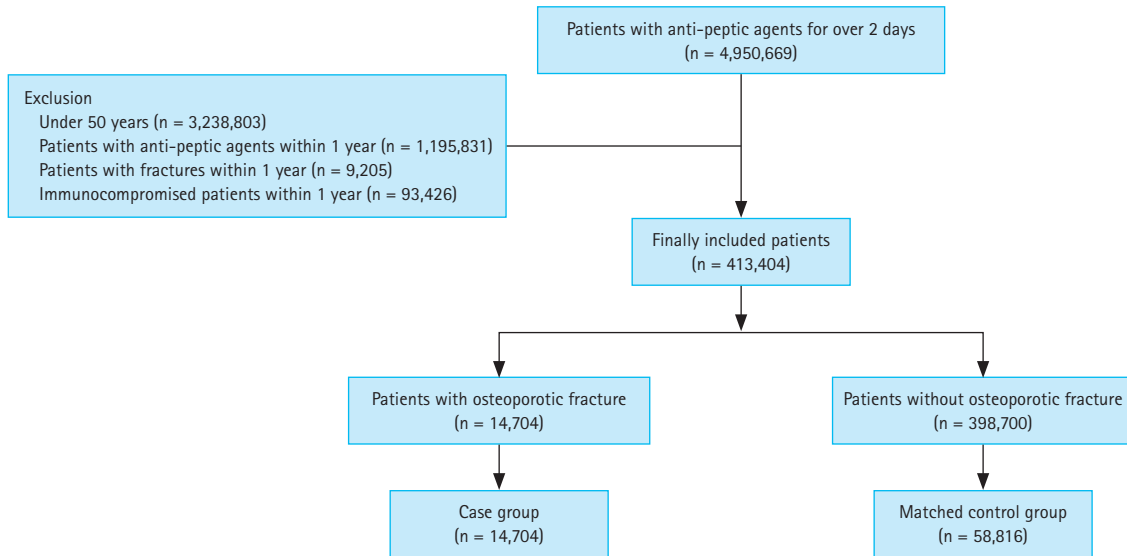 Patients with anti-peptic agents for over 2 days
(n = 4,950,669)
Exclusion
Under 50 years (n = 3,238,803)
Patients with anti-peptic agents within 1 year (n = 1,195,831)
Patients with fractures within 1 year (n = 9,205)
Immunocompromised patients within 1 year (n = 93,426)
Finally included patients
(n = 413,404)
Patients with osteoporotic fracture
(n = 14,704)
Patients without osteoporotic fracture
(n = 398,700)
Case group
(n = 14,704)
Matched control group
(n = 58,816)